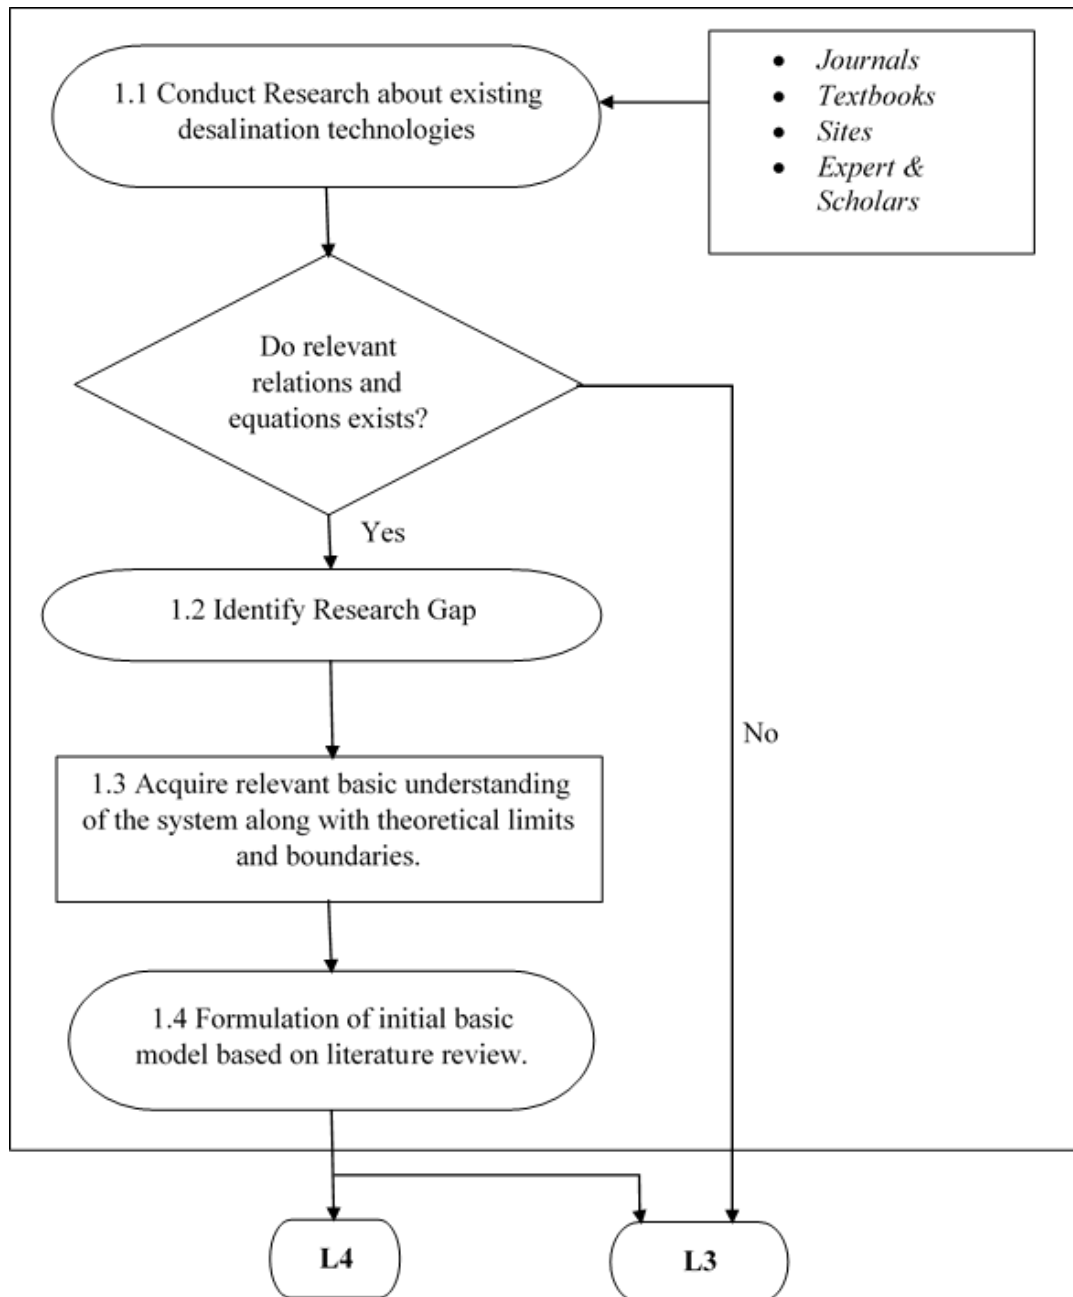 1.1 Conduct Research about existing
desalination technologies
● Journals
● Textbooks
● Sites
● Expert &
Scholars
Do relevant
relations and
equations exists?
Yes
1.2 Identify Research Gap
No
1.3 Acquire relevant basic understanding
of the system along with theoretical limits
and boundaries.
1.4 Formulation of initial basic
model based on literature review.
L4
L3